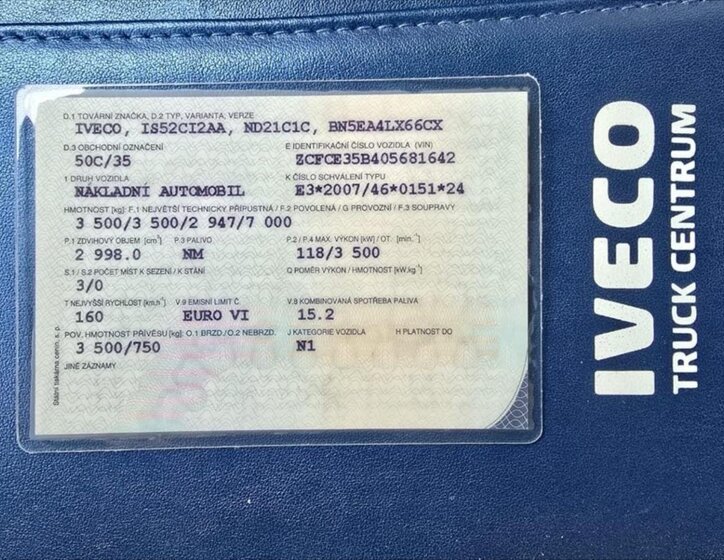 D.1 TOVÁRNÍ ZNAČKA, D.2 TYP, VARIANTA, VERZE
IVECO, IS52CI2AA, ND21C1C, BN5EA4LX66CX
D.3 OBCHODNÍ OZNAČENÍ E IDENTIFIKAČNÍ ČÍSLO VOZIDLA (VIN)
50C/35 ZCFCE35B405681642
1 DRUH VOZIDLA K ČÍSLO SCHVÁLENÍ TYPU
NÁKLADNÍ AUTOMOBIL E3*2007/46*0151*24
HMOTNOST [kg]: F.1 NEJVĚTŠÍ TECHNICKY PŘÍPUSTNÁ / F.2 POVOLENÁ / G PROVOZNÍ / F.3 SOUPRAVY
3 500/3 500/2 947/7 000
P.1 ZDVIHOVÝ OBJEM [cm³] P.3 PALIVO P.2 / P.4 MAX. VÝKON [kW] / OT. [min.⁻¹]
2 998.0 NM 118/3 500
S.1 / S.2 POČET MÍST K SEZENÍ / K STÁNÍ Q POMĚR VÝKON / HMOTNOST [kW.kg⁻¹]
3/0
T NEJVYŠŠÍ RYCHLOST [km.h⁻¹] V.9 EMISNÍ LIMIT Č. V.8 KOMBINOVANÁ SPOTŘEBA PALIVA
160 EURO VI 15.2
POV. HMOTNOST PŘÍVĚSU [kg]: O.1 BRZD./O.2 NEBRZD. J KATEGORIE VOZIDLA H PLATNOST DO
3 500/750 N1
JINÉ ZÁZNAMY
Státní tiskárna cenin, s. p.
IVECO
TRUCK CENTRUM